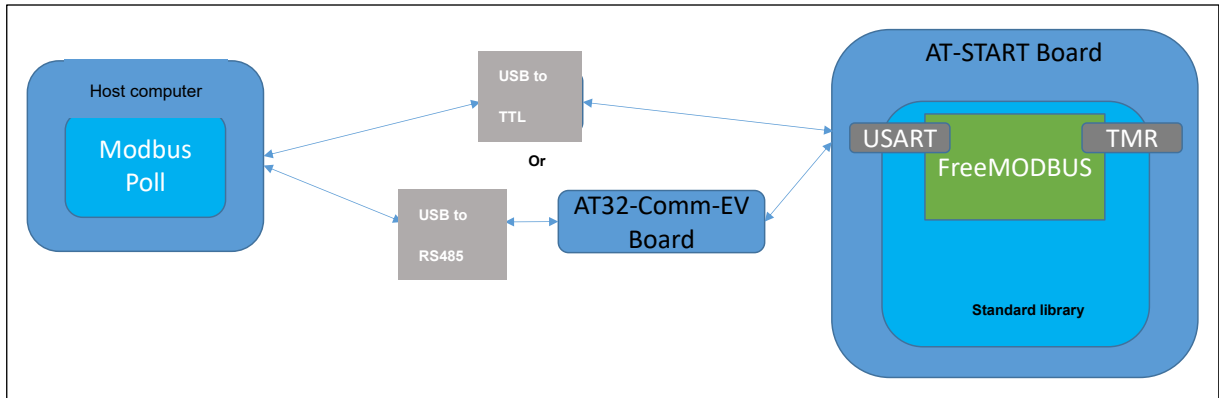 Host computer
Modbus
Poll
USB to
TTL
Or
USB to
RS485
AT32-Comm-EV
Board
AT-START Board
USART
TMR
FreeMODBUS
Standard library